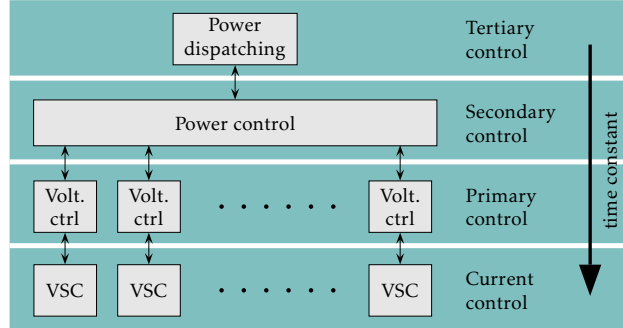 Power
dispatching
Tertiary
control
Power control
Secondary
control
Volt.
ctrl
Volt.
ctrl
Volt.
ctrl
Primary
control
VSC
VSC
VSC
Current
control
time constant